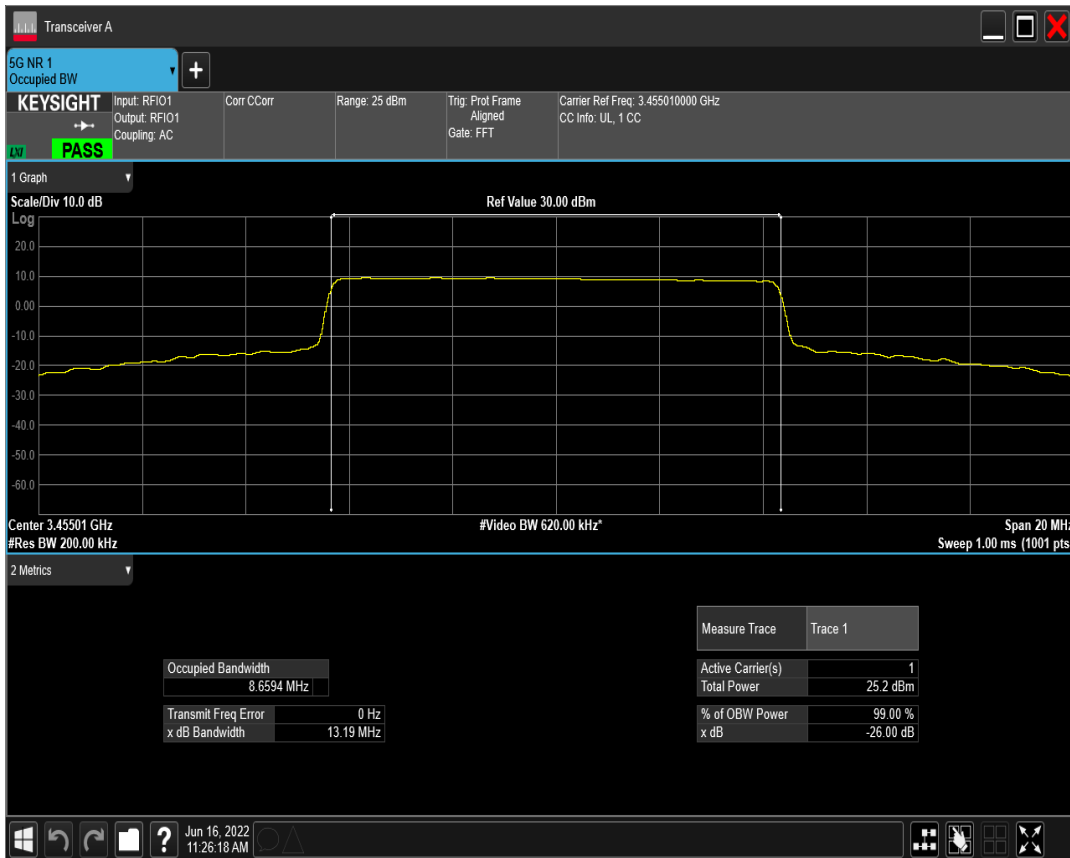 Transceiver A
5G NR 1
Occupied BW
+
KEYSIGHT
Input: RFIO1
Output: RFIO1
Coupling: AC
Corr CCorr
Range: 25 dBm
Trig: Prot Frame
Aligned
Gate: FFT
Carrier Ref Freq: 3.455010000 GHz
CC Info: UL, 1 CC
LXI
PASS
1 Graph
Scale/Div 10.0 dB
Ref Value 30.00 dBm
Log
20.0
10.0
0.00
-10.0
-20.0
-30.0
-40.0
-50.0
-60.0
Center 3.45501 GHz
#Video BW 620.00 kHz*
Span 20 MHz
#Res BW 200.00 kHz
Sweep 1.00 ms (1001 pts
2 Metrics
Measure Trace Trace 1
Occupied Bandwidth
8.6594 MHz
Active Carrier(s) 1
Total Power 25.2 dBm
Transmit Freq Error 0 Hz
x dB Bandwidth 13.19 MHz
% of OBW Power 99.00 %
x dB -26.00 dB
?
Jun 16, 2022
11:26:18 AM